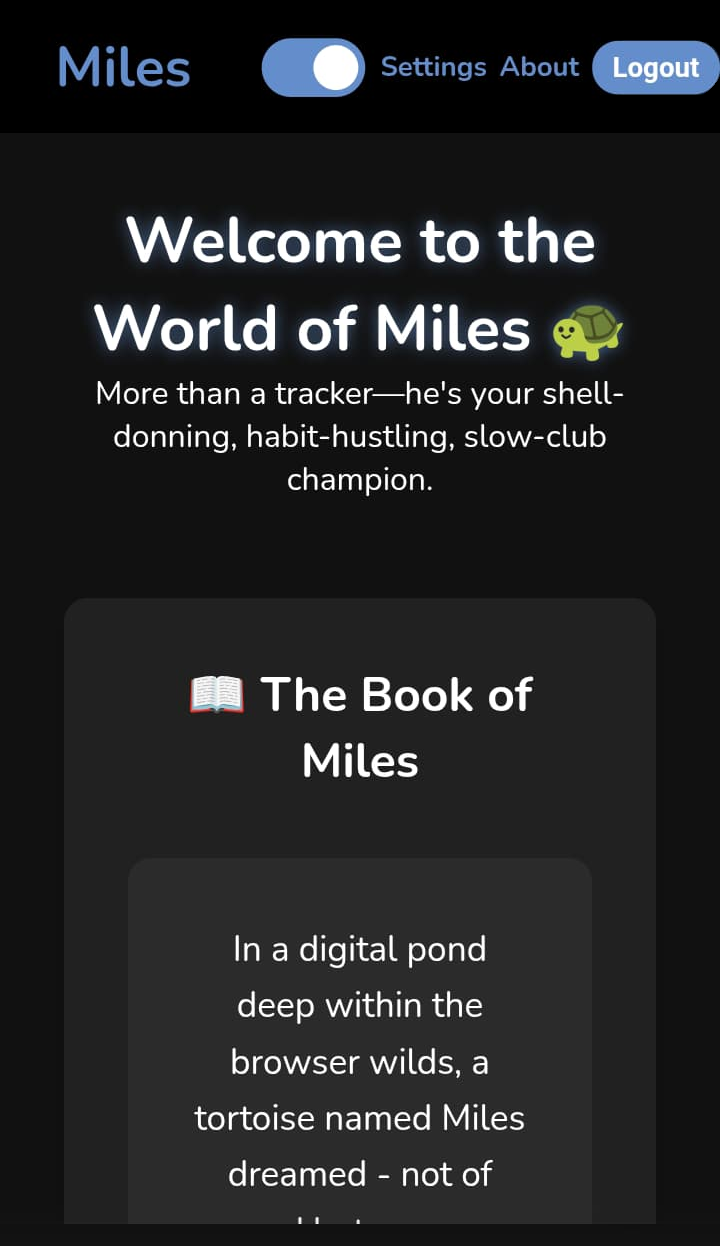 Miles
Settings About Logout
Welcome to the
World of Miles 🐢
More than a tracker—he's your shell-
donning, habit-hustling, slow-club
champion.
📖 The Book of
Miles
In a digital pond
deep within the
browser wilds, a
tortoise named Miles
dreamed - not of